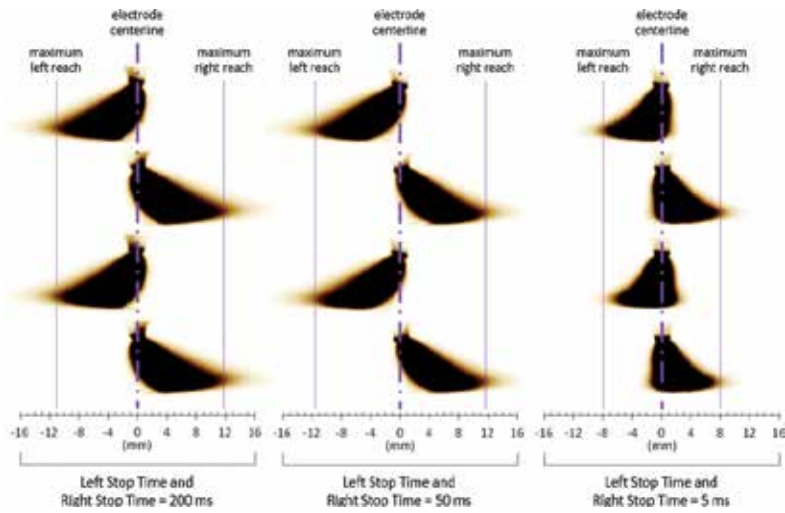 electrode
centerline
maximum
left reach
maximum
right reach
electrode
centerline
maximum
left reach
maximum
right reach
electrode
centerline
maximum
left reach
maximum
right reach
-16 -12 -8 -4 0 4 8 12 16
(mm)
-16 -12 -8 -4 0 4 8 12 16
(mm)
-16 -12 -8 -4 0 4 8 12 16
(mm)
Left Stop Time and
Right Stop Time = 200 ms
Left Stop Time and
Right Stop Time = 50 ms
Left Stop Time and
Right Stop Time = 5 ms